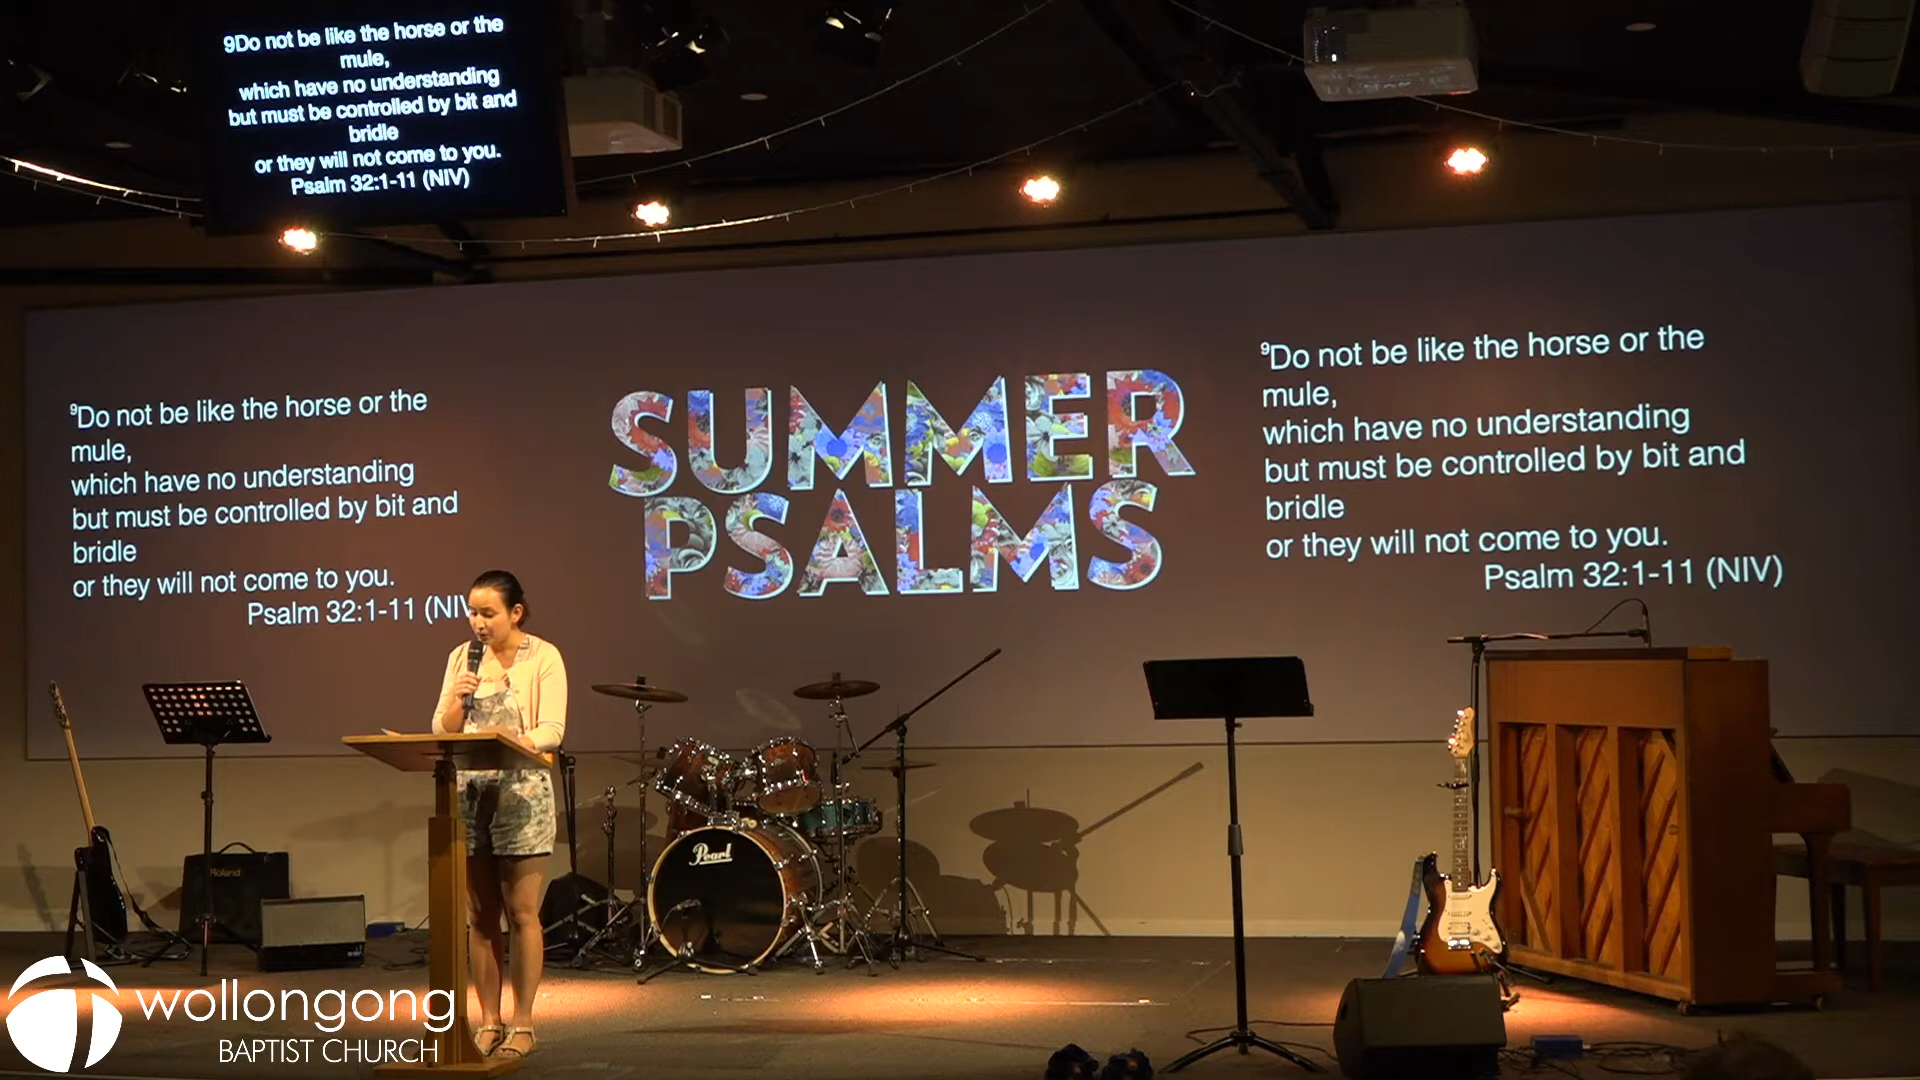 9Do not be like the horse or the
mule,
which have no understanding
but must be controlled by bit and
bridle
or they will not come to you.
Psalm 32:1-11 (NIV)
9Do not be like the horse or the
mule,
which have no understanding
but must be controlled by bit and
bridle
or they will not come to you.
Psalm 32:1-11 (NIV
SUMMER
PSALMS
9Do not be like the horse or the
mule,
which have no understanding
but must be controlled by bit and
bridle
or they will not come to you.
Psalm 32:1-11 (NIV)
Roland
Pearl
wollongong
BAPTIST CHURCH